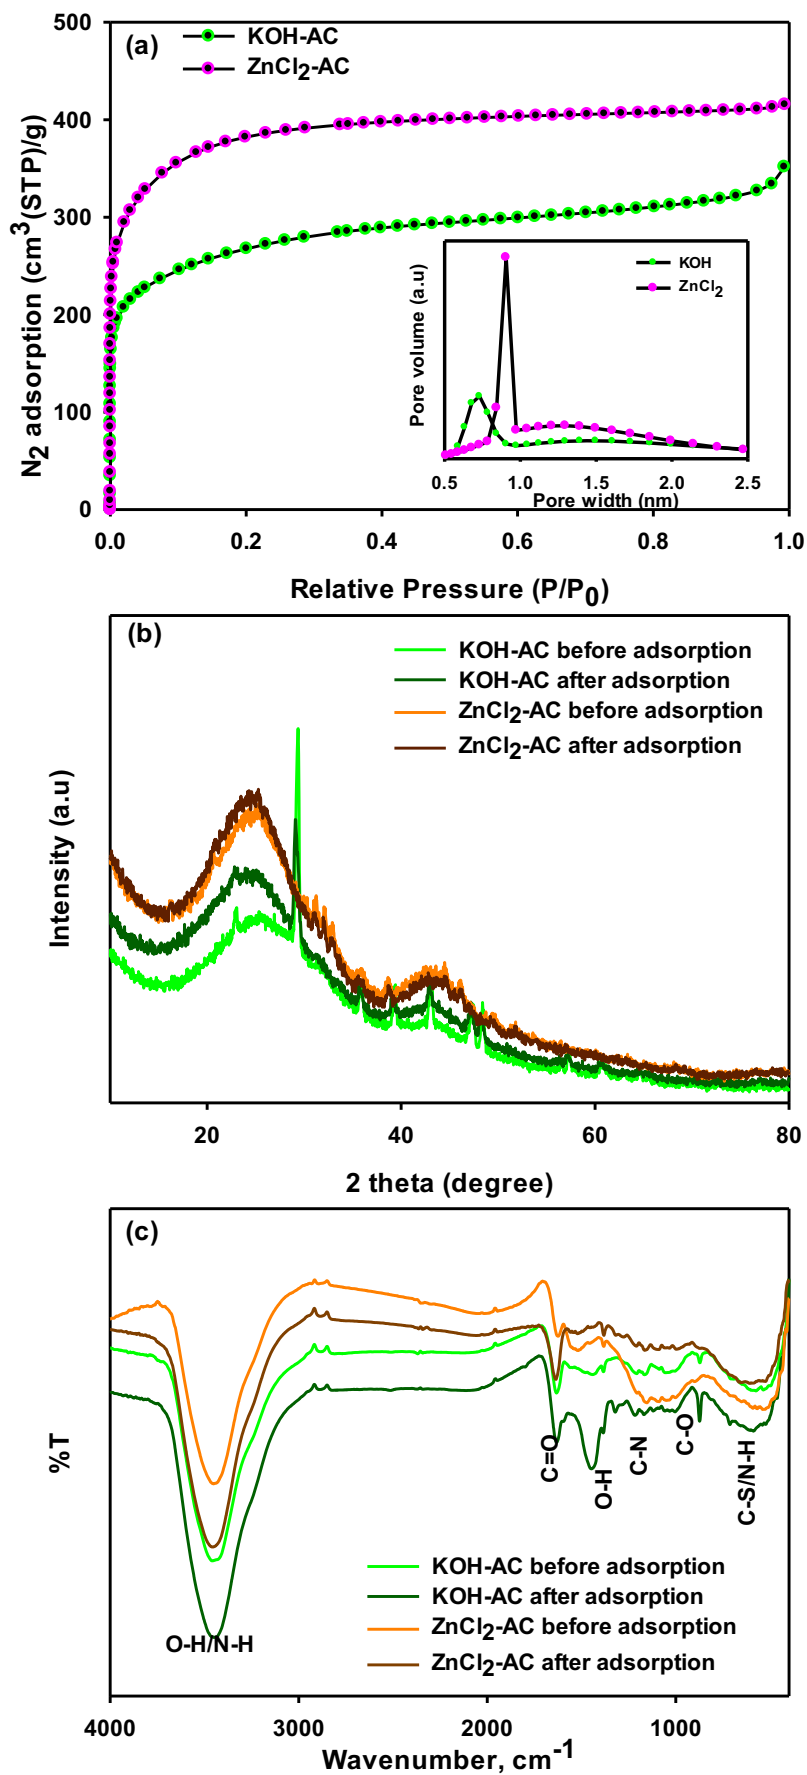 (a)
KOH-AC
ZnCl2-AC
N2 adsorption (cm3(STP)/g)
500
400
300
200
100
0
0.0 0.2 0.4 0.6 0.8 1.0
Relative Pressure (P/P0)
Pore volume (a.u)
KOH
ZnCl2
0.5 1.0 1.5 2.0 2.5
Pore width (nm)
(b)
KOH-AC before adsorption
KOH-AC after adsorption
ZnCl2-AC before adsorption
ZnCl2-AC after adsorption
Intensity (a.u)
20 40 60 80
2 theta (degree)
(c)
%T
O-H/N-H
C=O
O-H
C-N
C-O
C-S/N-H
KOH-AC before adsorption
KOH-AC after adsorption
ZnCl2-AC before adsorption
ZnCl2-AC after adsorption
4000 3000 2000 1000
Wavenumber, cm-1